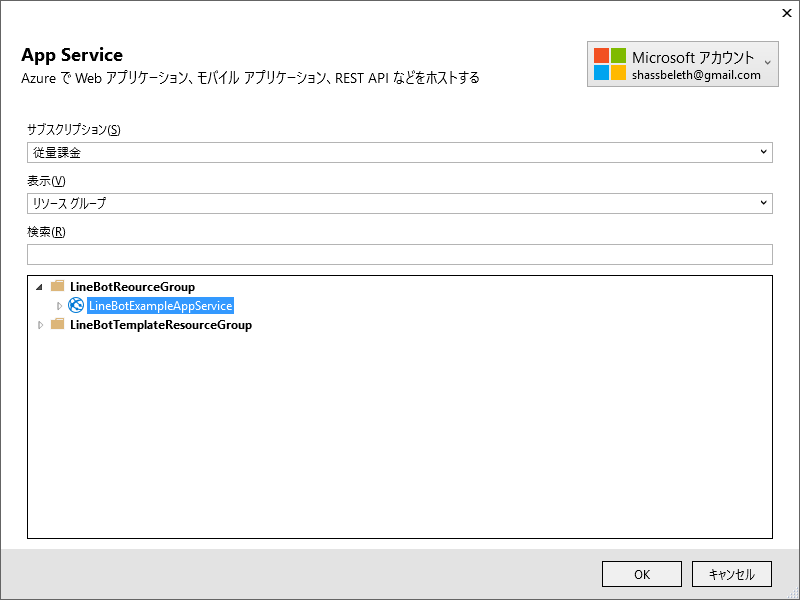 App Service
Azure で Web アプリケーション、モバイル アプリケーション、REST API などをホストする
Microsoft アカウント
shassbeleth@gmail.com
サブスクリプション(S)
従量課金
表示(V)
リソース グループ
検索(R)
LineBotReourceGroup
LineBotExampleAppService
LineBotTemplateResourceGroup
OK
キャンセル